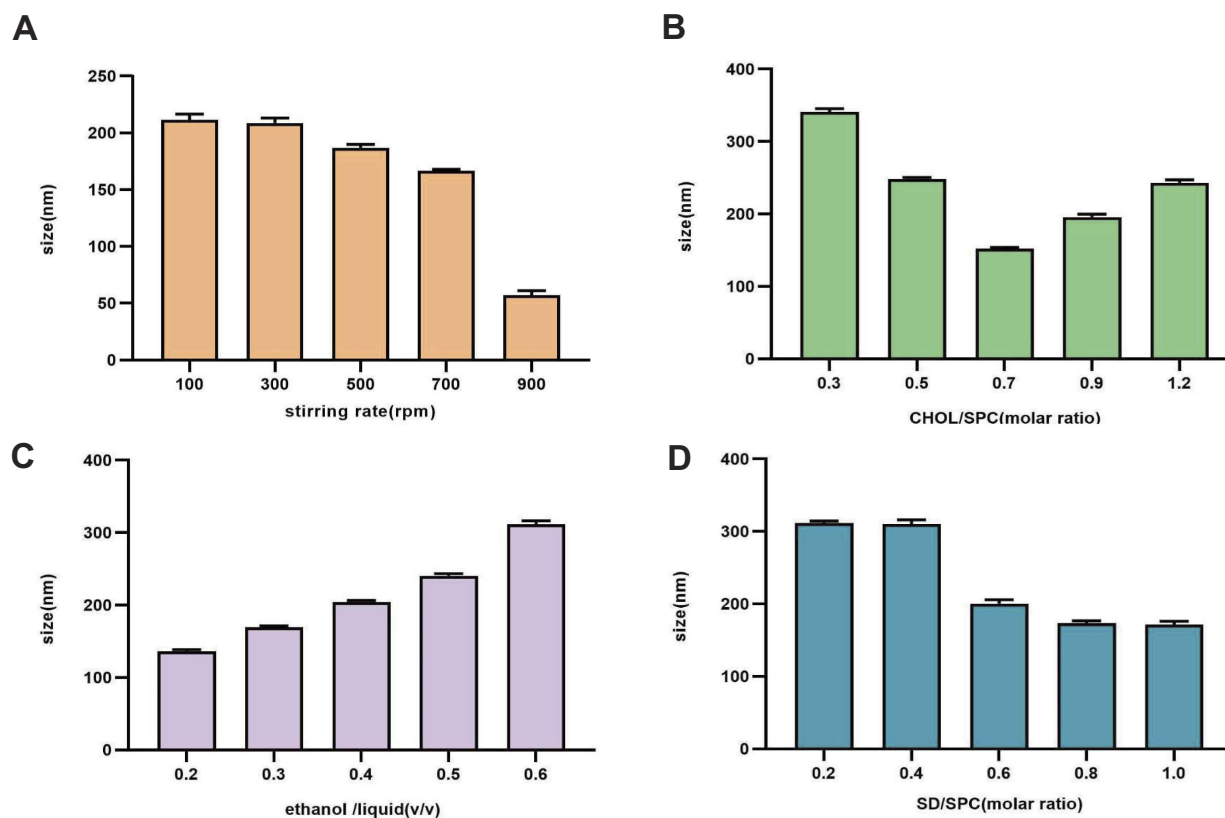 A
250
200
150
100
50
0
size(nm)
100 300 500 700 900
stirring rate(rpm)
B
400
300
200
100
0
size(nm)
0.3 0.5 0.7 0.9 1.2
CHOL/SPC(molar ratio)
C
400
300
200
100
0
size(nm)
0.2 0.3 0.4 0.5 0.6
ethanol /liquid(v/v)
D
400
300
200
100
0
size(nm)
0.2 0.4 0.6 0.8 1.0
SD/SPC(molar ratio)